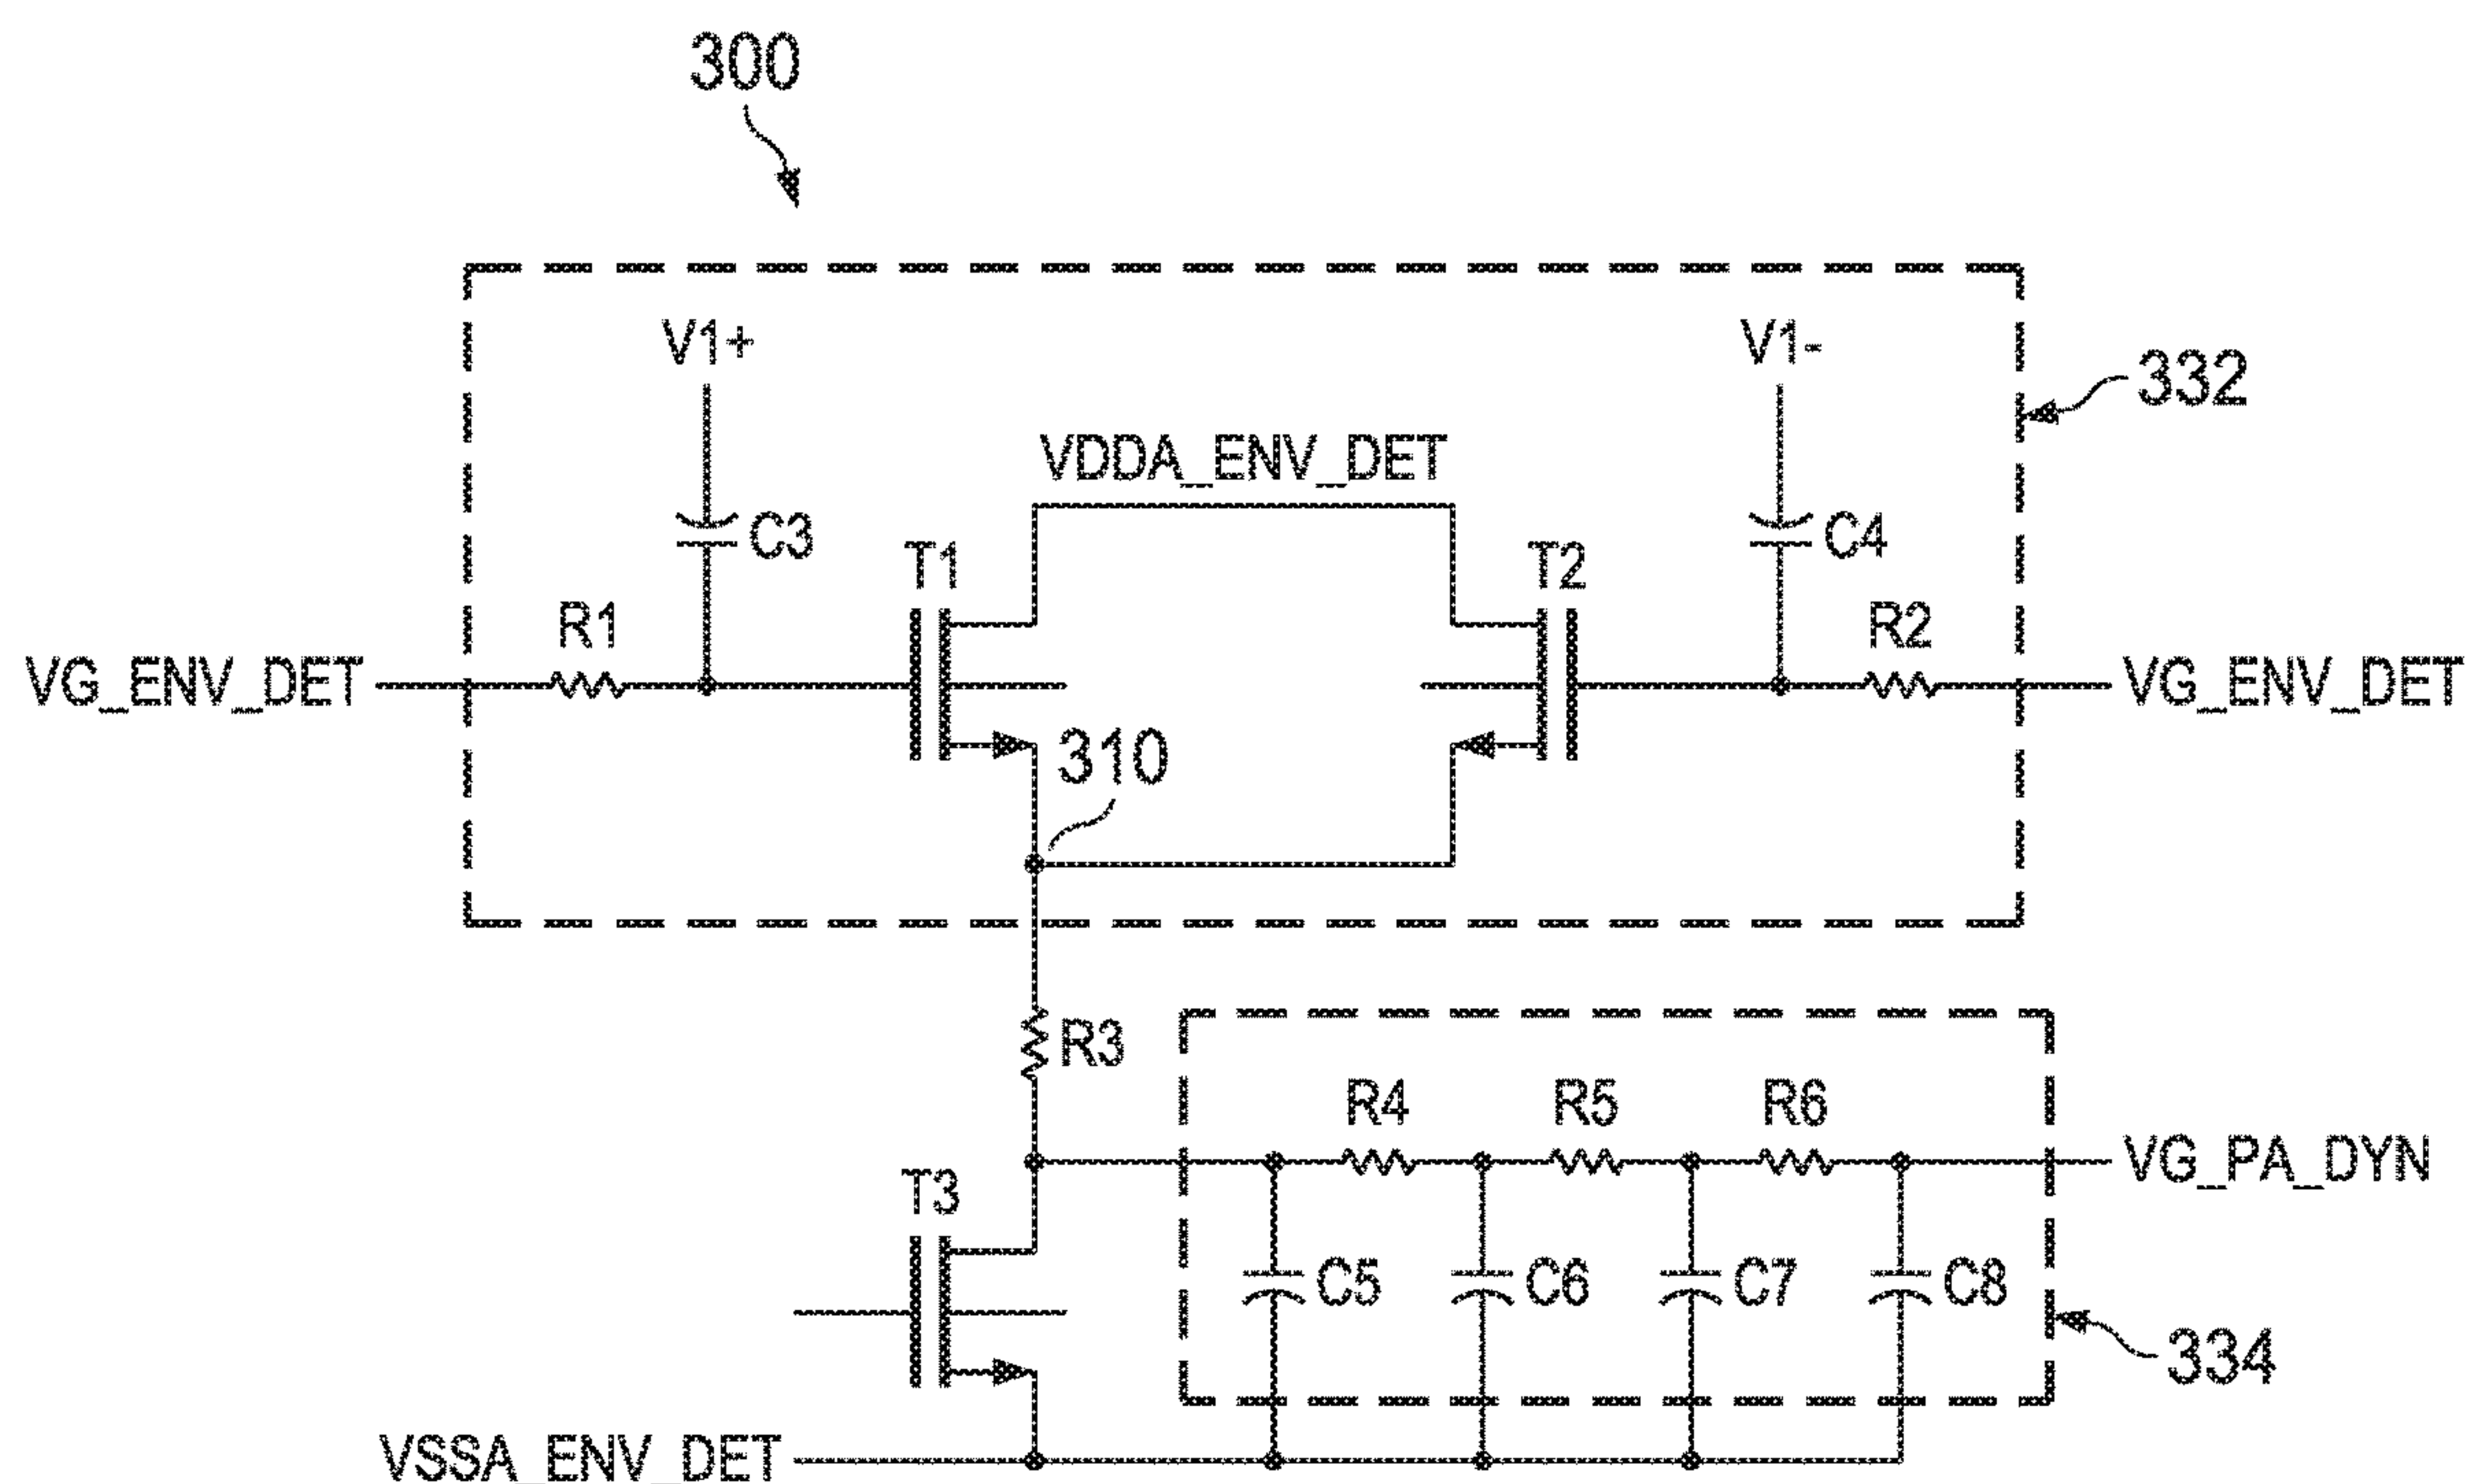 300
V1+
V1-
332
VDDA_ENV_DET
C3
C4
T1
T2
R1
R2
VG_ENV_DET
VG_ENV_DET
310
R3
R4
R5
R6
VG_PA_DYN
T3
C5
C6
C7
C8
334
VSSA_ENV_DET